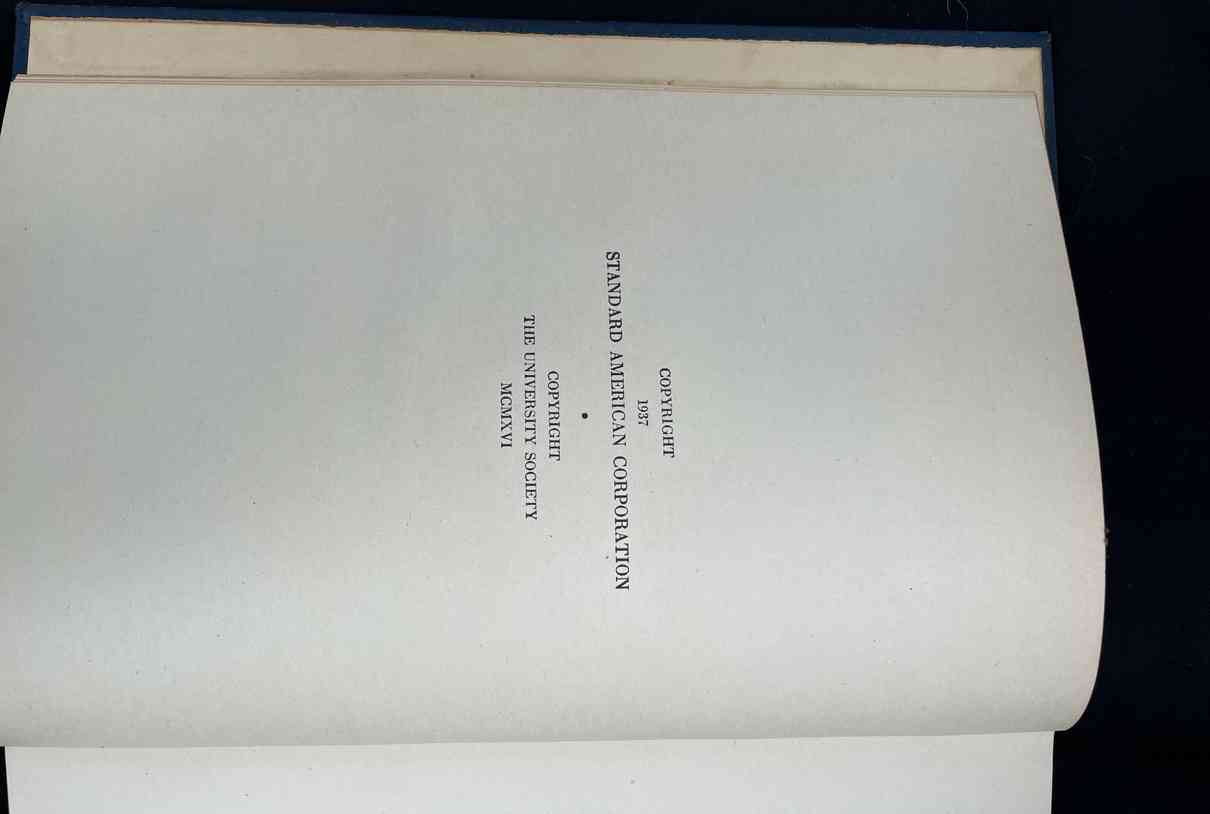 COPYRIGHT
1937
STANDARD AMERICAN CORPORATION
•
COPYRIGHT
THE UNIVERSITY SOCIETY
MCMXVI